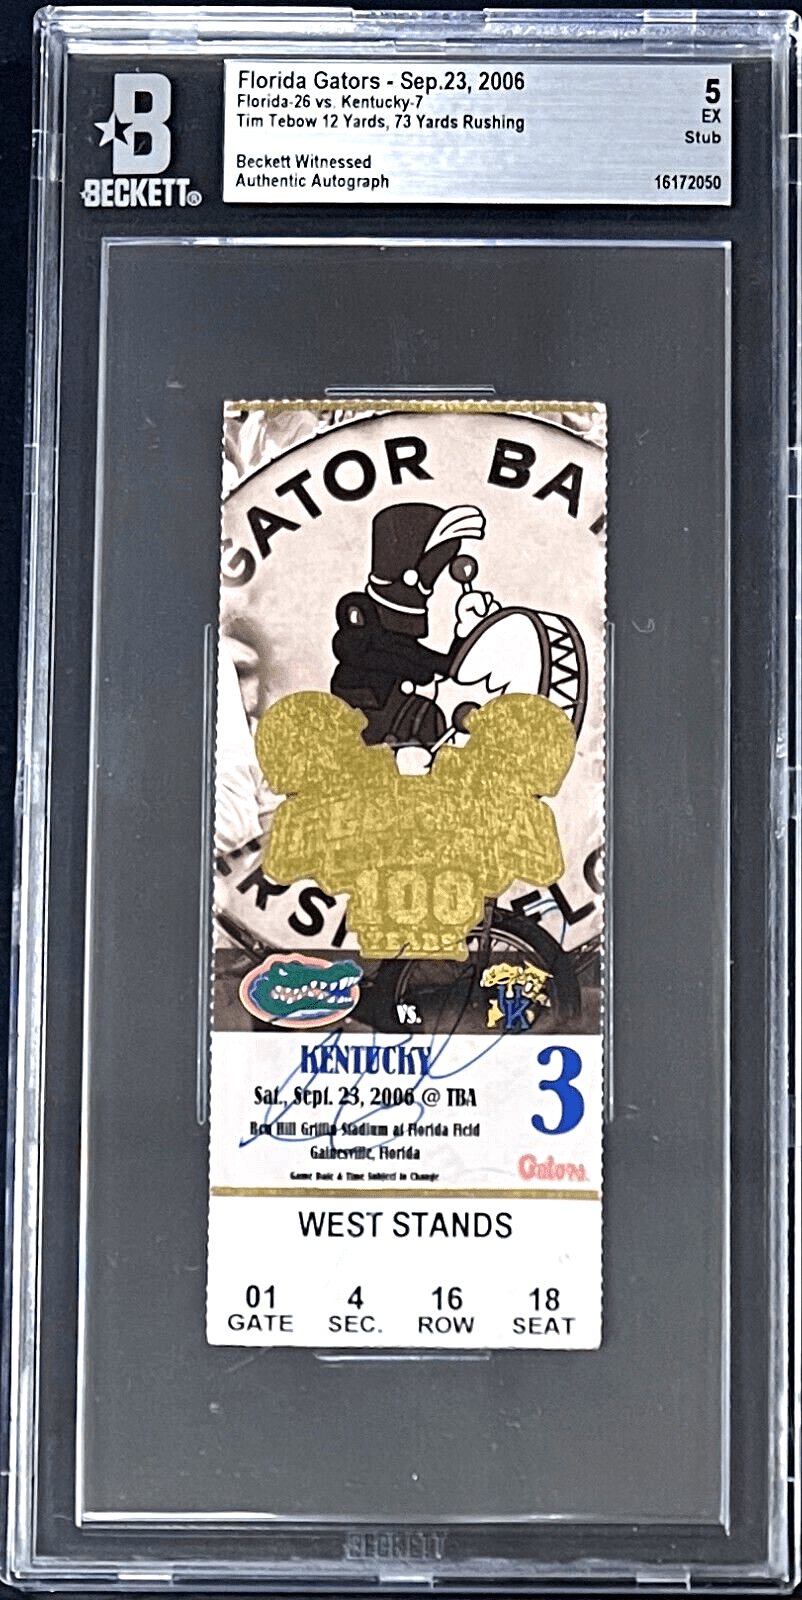 Florida Gators - Sep.23, 2006
Florida-26 vs. Kentucky-7
Tim Tebow 12 Yards, 73 Yards Rushing
Beckett Witnessed
Authentic Autograph
5
EX
Stub
16172050
B
BECKETT®
GATOR BA
ERSI FLO
100
YEARS
UK
vs.
KENTUCKY
Sat., Sept. 23, 2006 @ TBA
Ben Hill Griffin Stadium at Florida Field
Gainesville, Florida
Game Date & Time Subject to Change
3
Gators
WEST STANDS
01 4 16 18
GATE SEC. ROW SEAT
BECKETT